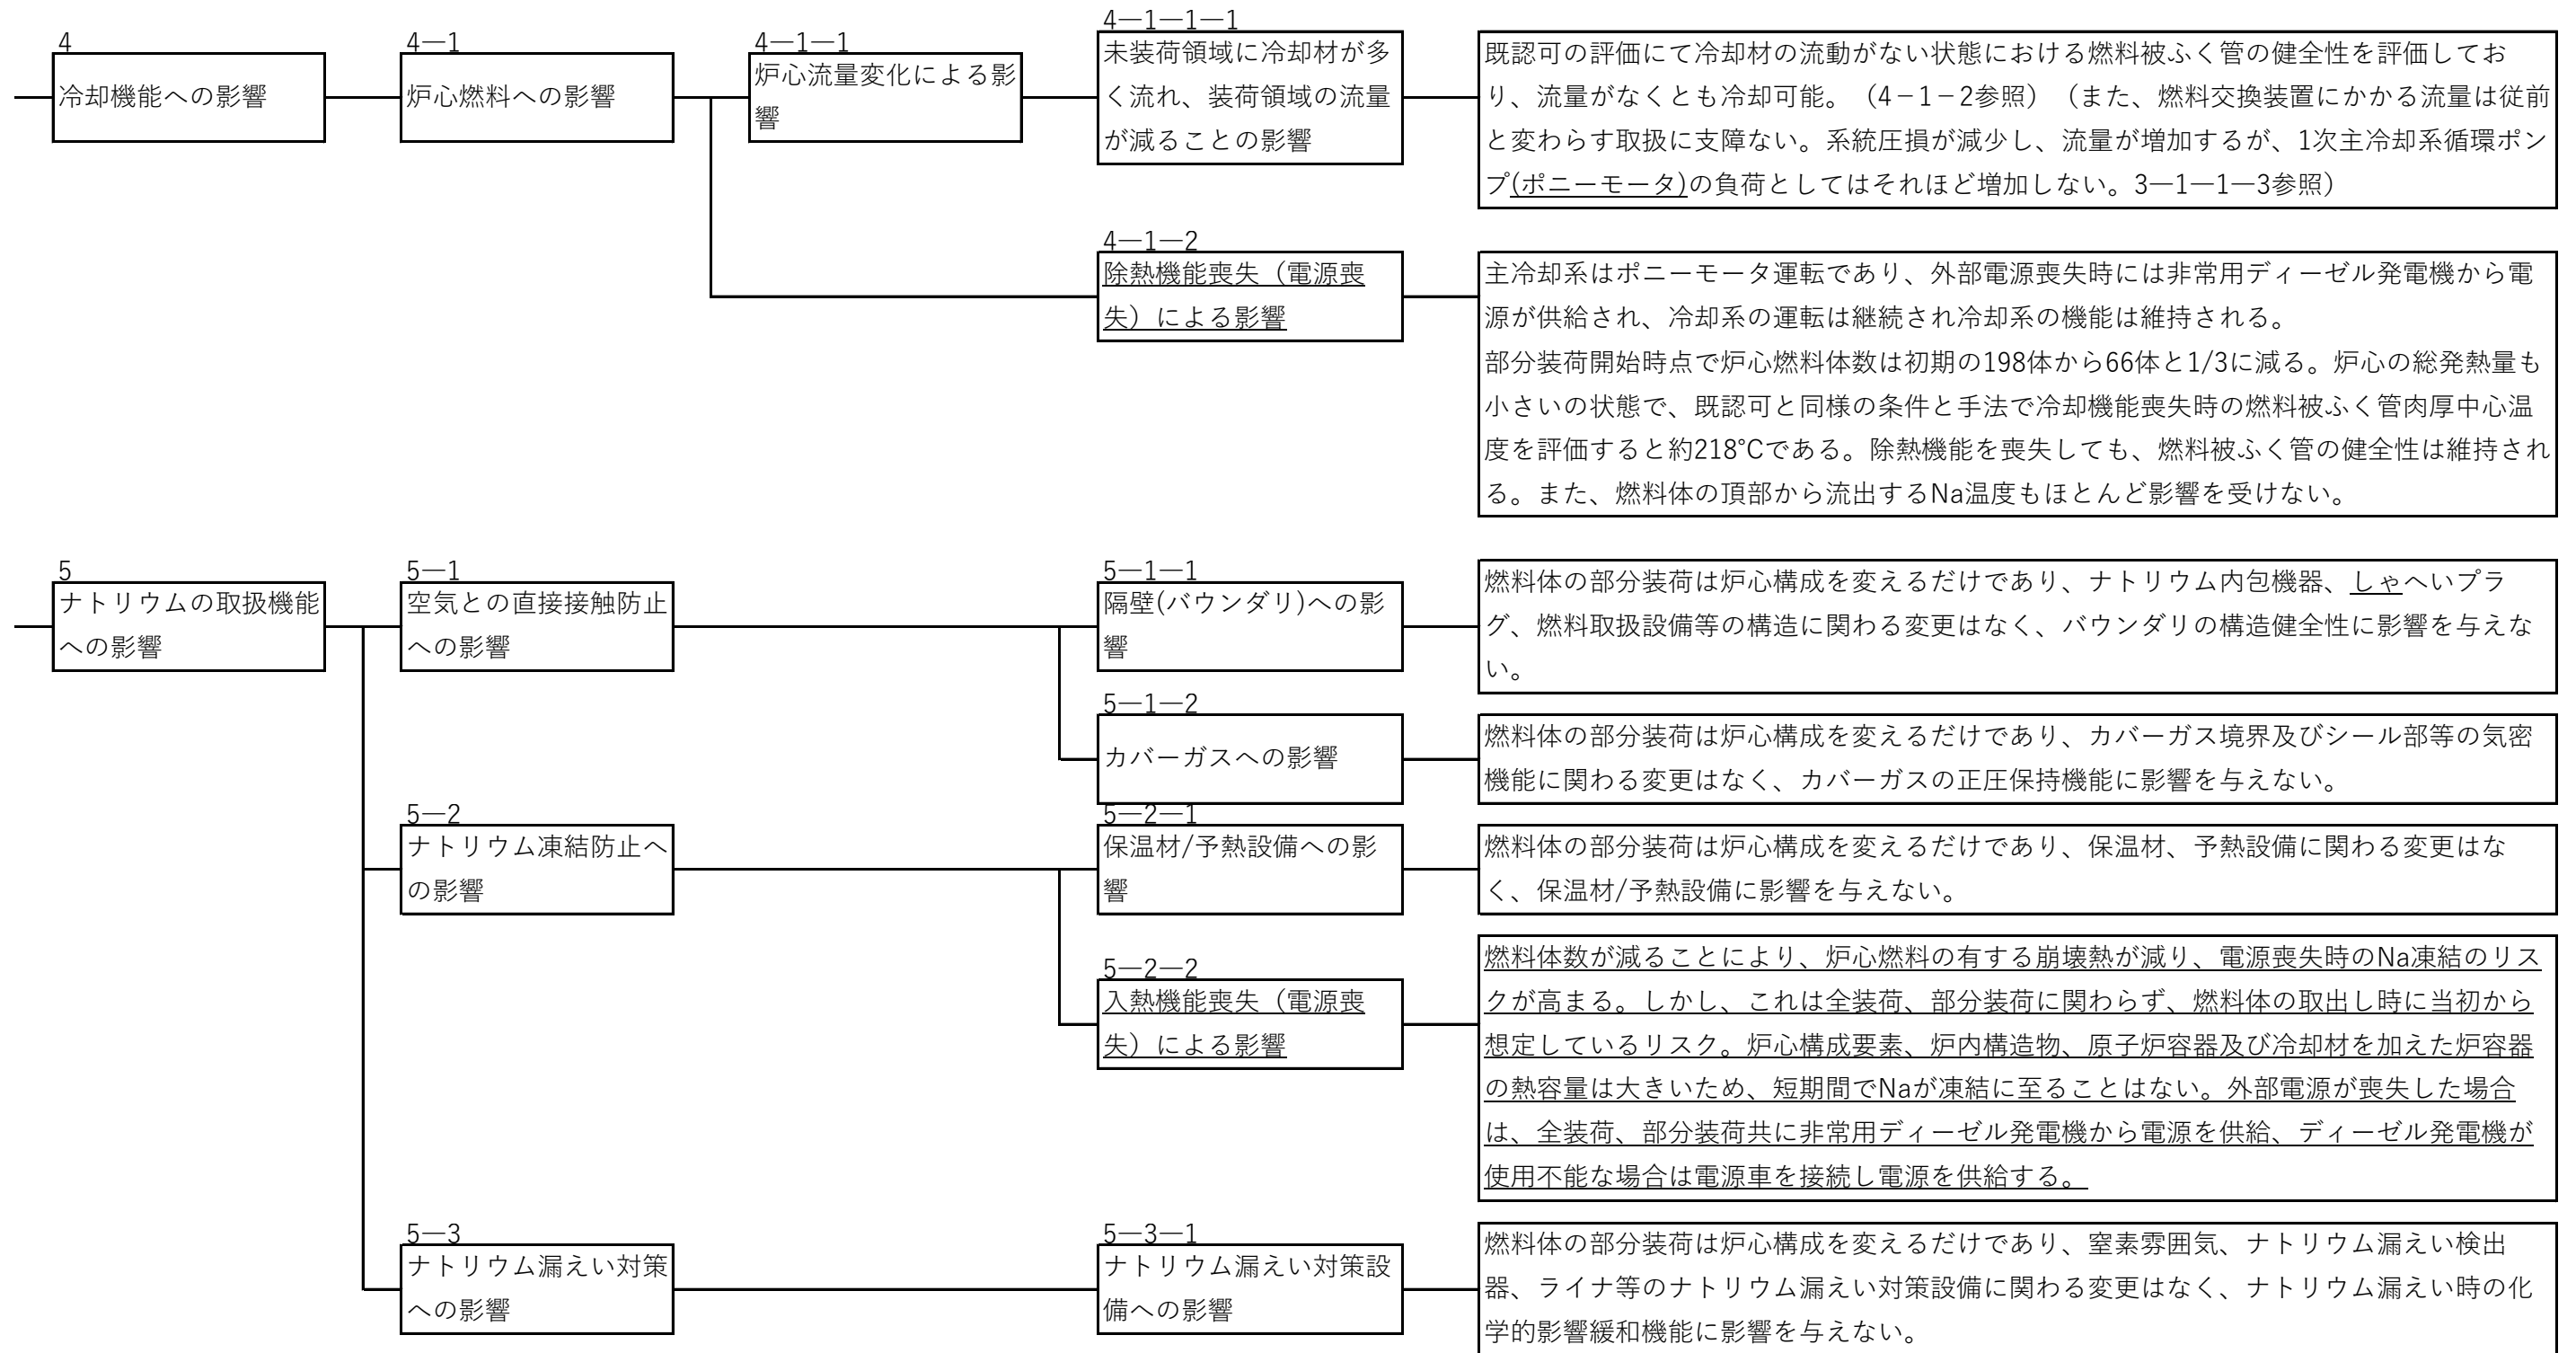 4
冷却機能への影響
4―1
炉心燃料への影響
4―1―1
炉心流量変化による影
響
4―1―1―1
未装荷領域に冷却材が多
く流れ、装荷領域の流量
が減ることの影響
既認可の評価にて冷却材の流動がない状態における燃料被ふく管の健全性を評価してお
り、流量がなくとも冷却可能。（4－1－2参照）（また、燃料交換装置にかかる流量は従前
と変わらす取扱に支障ない。系統圧損が減少し、流量が増加するが、1次主冷却系循環ポン
プ(ポニーモータ)の負荷としてはそれほど増加しない。3―1―1―3参照）
4―1―2
除熱機能喪失（電源喪
失）による影響
主冷却系はポニーモータ運転であり、外部電源喪失時には非常用ディーゼル発電機から電
源が供給され、冷却系の運転は継続され冷却系の機能は維持される。
部分装荷開始時点で炉心燃料体数は初期の198体から66体と1/3に減る。炉心の総発熱量も
小さいの状態で、既認可と同様の条件と手法で冷却機能喪失時の燃料被ふく管肉厚中心温
度を評価すると約218℃である。除熱機能を喪失しても、燃料被ふく管の健全性は維持され
る。また、燃料体の頂部から流出するNa温度もほとんど影響を受けない。
5
ナトリウムの取扱機能
への影響
5―1
空気との直接接触防止
への影響
5―1―1
隔壁(バウンダリ)への影
響
燃料体の部分装荷は炉心構成を変えるだけであり、ナトリウム内包機器、しゃへいプラ
グ、燃料取扱設備等の構造に関わる変更はなく、バウンダリの構造健全性に影響を与えな
い。
5―1―2
カバーガスへの影響
燃料体の部分装荷は炉心構成を変えるだけであり、カバーガス境界及びシール部等の気密
機能に関わる変更はなく、カバーガスの正圧保持機能に影響を与えない。
5―2
ナトリウム凍結防止へ
の影響
5―2―1
保温材/予熱設備への影
響
燃料体の部分装荷は炉心構成を変えるだけであり、保温材、予熱設備に関わる変更はな
く、保温材/予熱設備に影響を与えない。
5―2―2
入熱機能喪失（電源喪
失）による影響
燃料体数が減ることにより、炉心燃料の有する崩壊熱が減り、電源喪失時のNa凍結のリス
クが高まる。しかし、これは全装荷、部分装荷に関わらず、燃料体の取出し時に当初から
想定しているリスク。炉心構成要素、炉内構造物、原子炉容器及び冷却材を加えた炉容器
の熱容量は大きいため、短期間でNaが凍結に至ることはない。外部電源が喪失した場合
は、全装荷、部分装荷共に非常用ディーゼル発電機から電源を供給、ディーゼル発電機が
使用不能な場合は電源車を接続し電源を供給する。
5―3
ナトリウム漏えい対策
への影響
5―3―1
ナトリウム漏えい対策設
備への影響
燃料体の部分装荷は炉心構成を変えるだけであり、窒素雰囲気、ナトリウム漏えい検出
器、ライナ等のナトリウム漏えい対策設備に関わる変更はなく、ナトリウム漏えい時の化
学的影響緩和機能に影響を与えない。